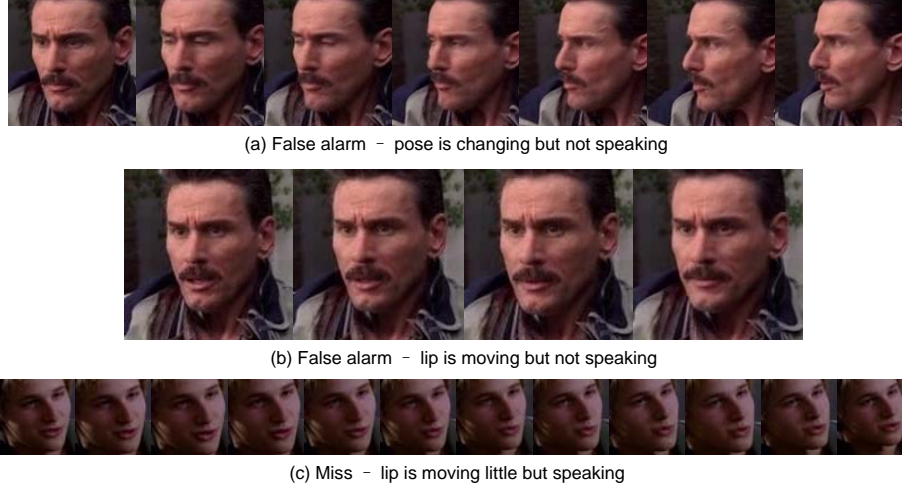 (a) False alarm - pose is changing but not speaking
(b) False alarm - lip is moving but not speaking
(c) Miss - lip is moving little but speaking